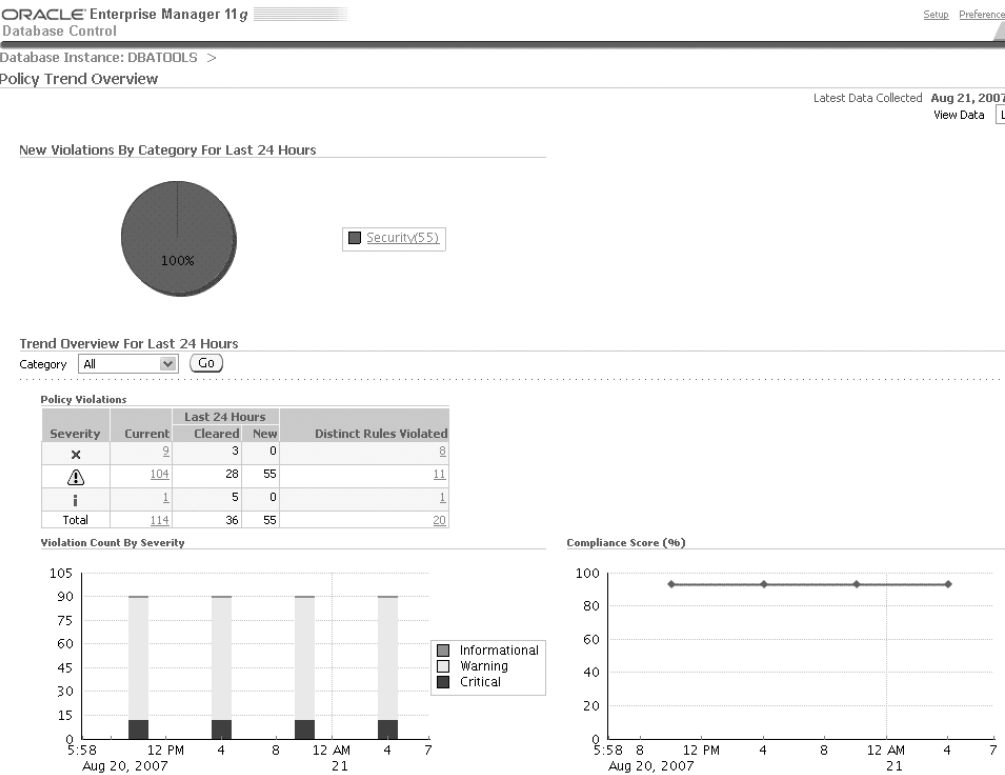 ORACLE Enterprise Manager 11g
Database Control
Setup Preference
Database Instance: DBATOOLS >
Policy Trend Overview
Latest Data Collected Aug 21, 2007
View Data L
New Violations By Category For Last 24 Hours
100%
Security(55)
Trend Overview For Last 24 Hours
Category All Go
Policy Violations
Last 24 Hours
Severity Current Cleared New Distinct Rules Violated
9 3 0 8
104 28 55 11
1 5 0 1
Total 114 36 55 20
Violation Count By Severity
105
90
75
60
45
30
15
0
5:58 12 PM 4 8 12 AM 4 7
Aug 20, 2007 21
Informational
Warning
Critical
Compliance Score (%)
100
80
60
40
20
0
5:58 8 12 PM 4 8 12 AM 4 7
Aug 20, 2007 21